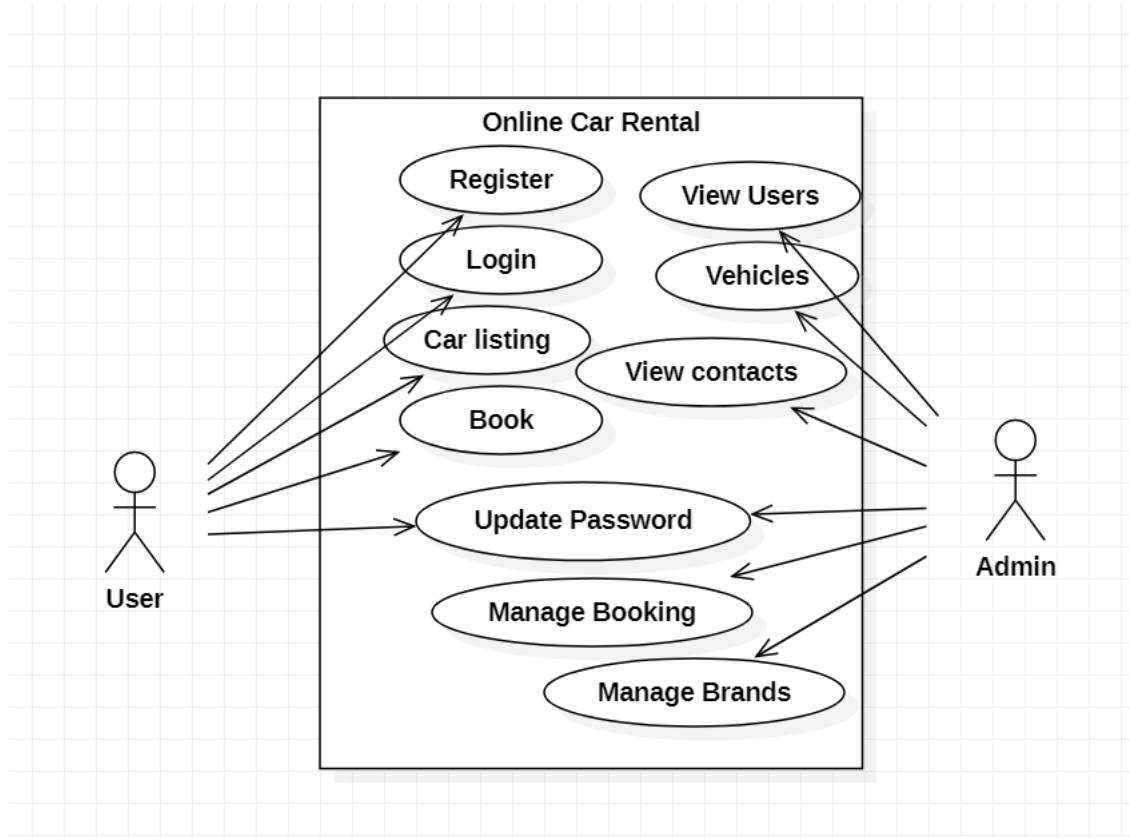 Online Car Rental
Register
View Users
Login
Vehicles
Car listing
View contacts
Book
Update Password
User
Admin
Manage Booking
Manage Brands